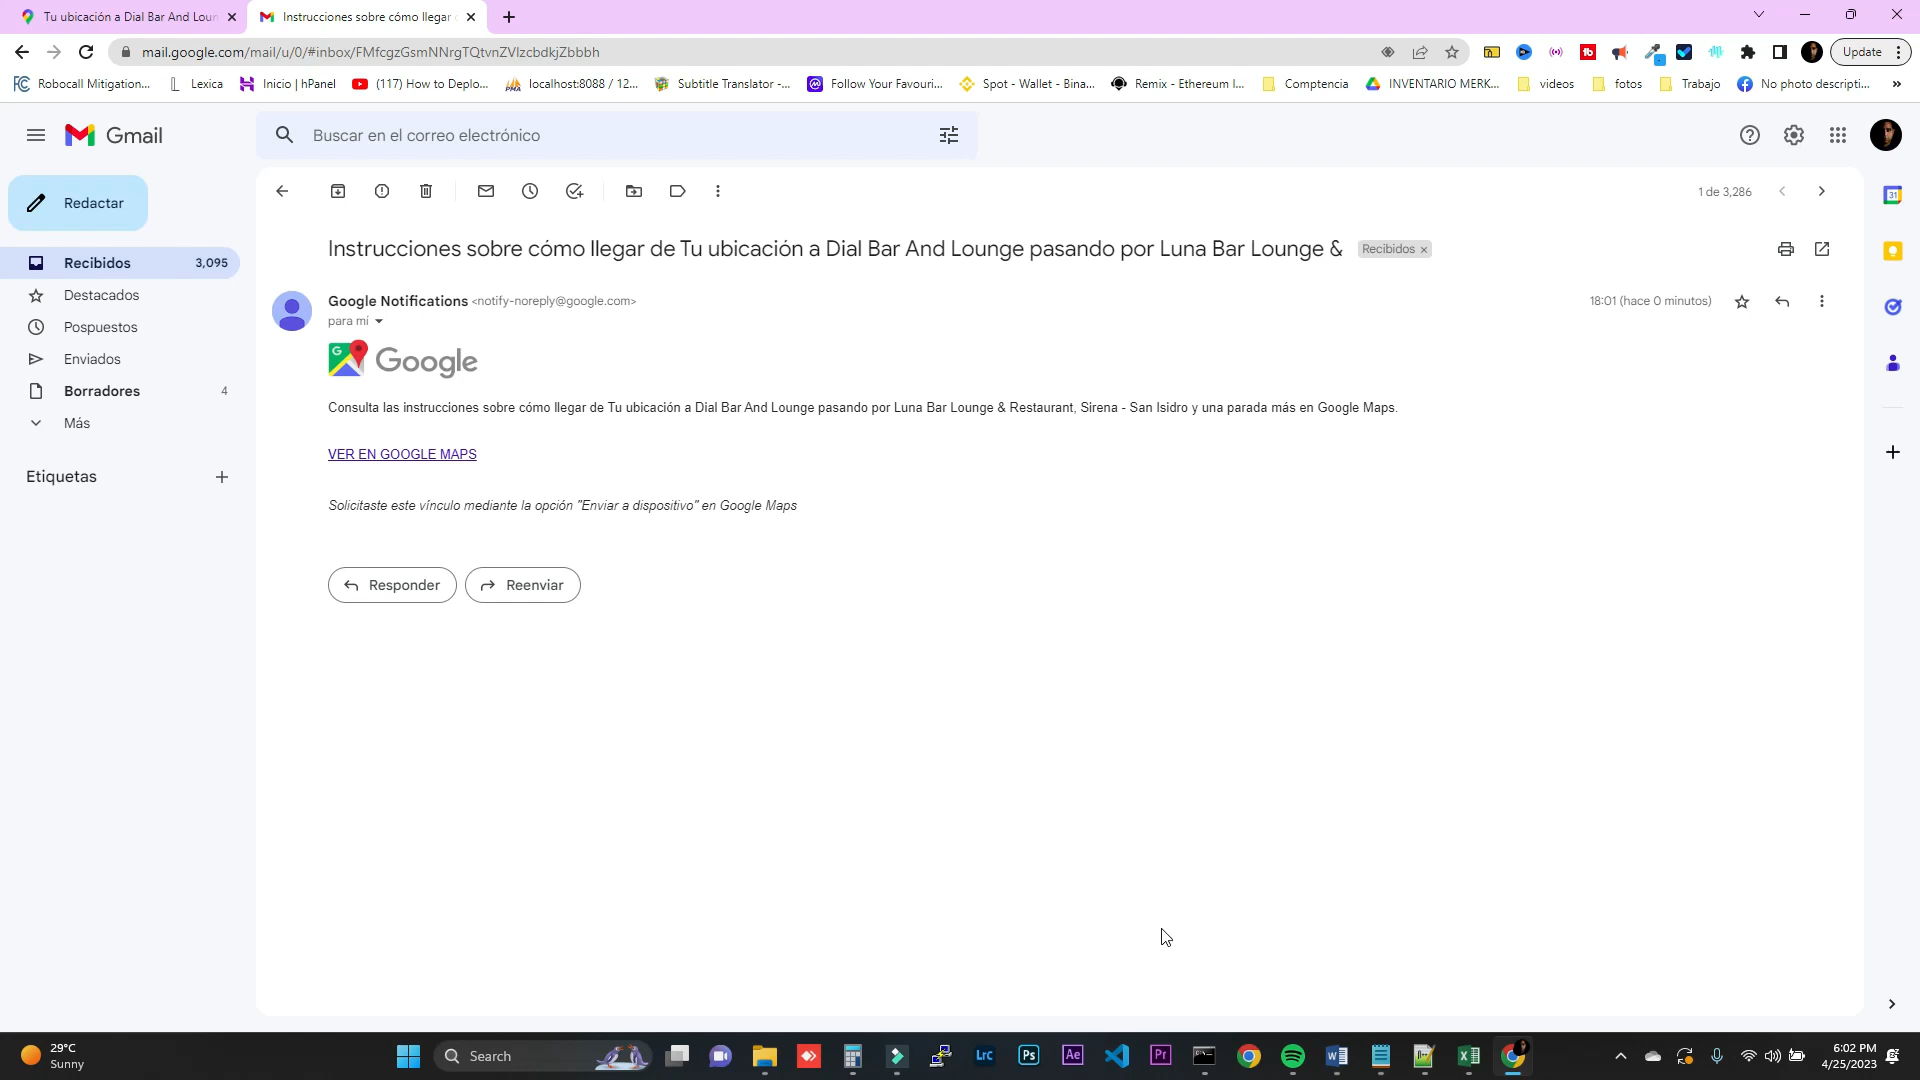 Tu ubicación a Dial Bar And Loun
Instrucciones sobre cómo llegar
mail.google.com/mail/u/0/#inbox/FMfcgzGsmNNrgTQtvnZVlzcbdkjZbbbh
Update
Robocall Mitigation...
Lexica
Inicio | hPanel
(117) How to Deplo...
localhost:8088 / 12...
Subtitle Translator -...
Follow Your Favouri...
Spot - Wallet - Bina...
Remix - Ethereum I...
Comptencia
INVENTARIO MERK...
videos
fotos
Trabajo
No photo descripti...
Gmail
Buscar en el correo electrónico
Redactar
1 de 3,286
Recibidos 3,095
Destacados
Pospuestos
Enviados
Borradores 4
Más
Etiquetas
Instrucciones sobre cómo llegar de Tu ubicación a Dial Bar And Lounge pasando por Luna Bar Lounge & Recibidos
Google Notifications <notify-noreply@google.com>
18:01 (hace 0 minutos)
para mí
Google
Consulta las instrucciones sobre cómo llegar de Tu ubicación a Dial Bar And Lounge pasando por Luna Bar Lounge & Restaurant, Sirena - San Isidro y una parada más en Google Maps.
VER EN GOOGLE MAPS
Solicitaste este vínculo mediante la opción "Enviar a dispositivo" en Google Maps
Responder
Reenviar
29°C
Sunny
Search
Lrc
Ps
Ae
Pr
6:02 PM
4/25/2023